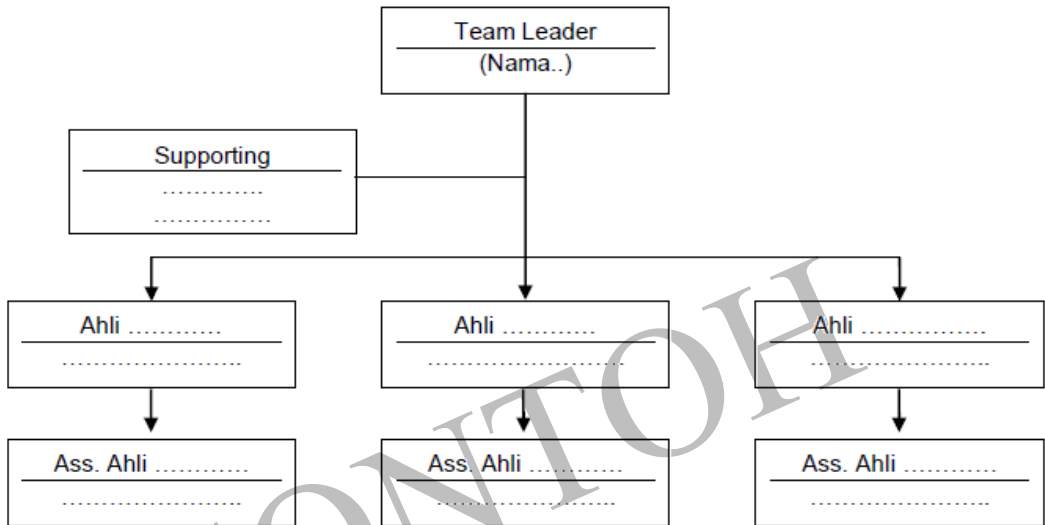 Team Leader
(Nama..)
Supporting
………….
……………
Ahli …………
……………………..
Ahli …………
……………………..
Ahli …………….
……………………..
Ass. Ahli …………
……………………..
Ass. Ahli …………
……………………..
Ass. Ahli …………
……………………..
CONTOH